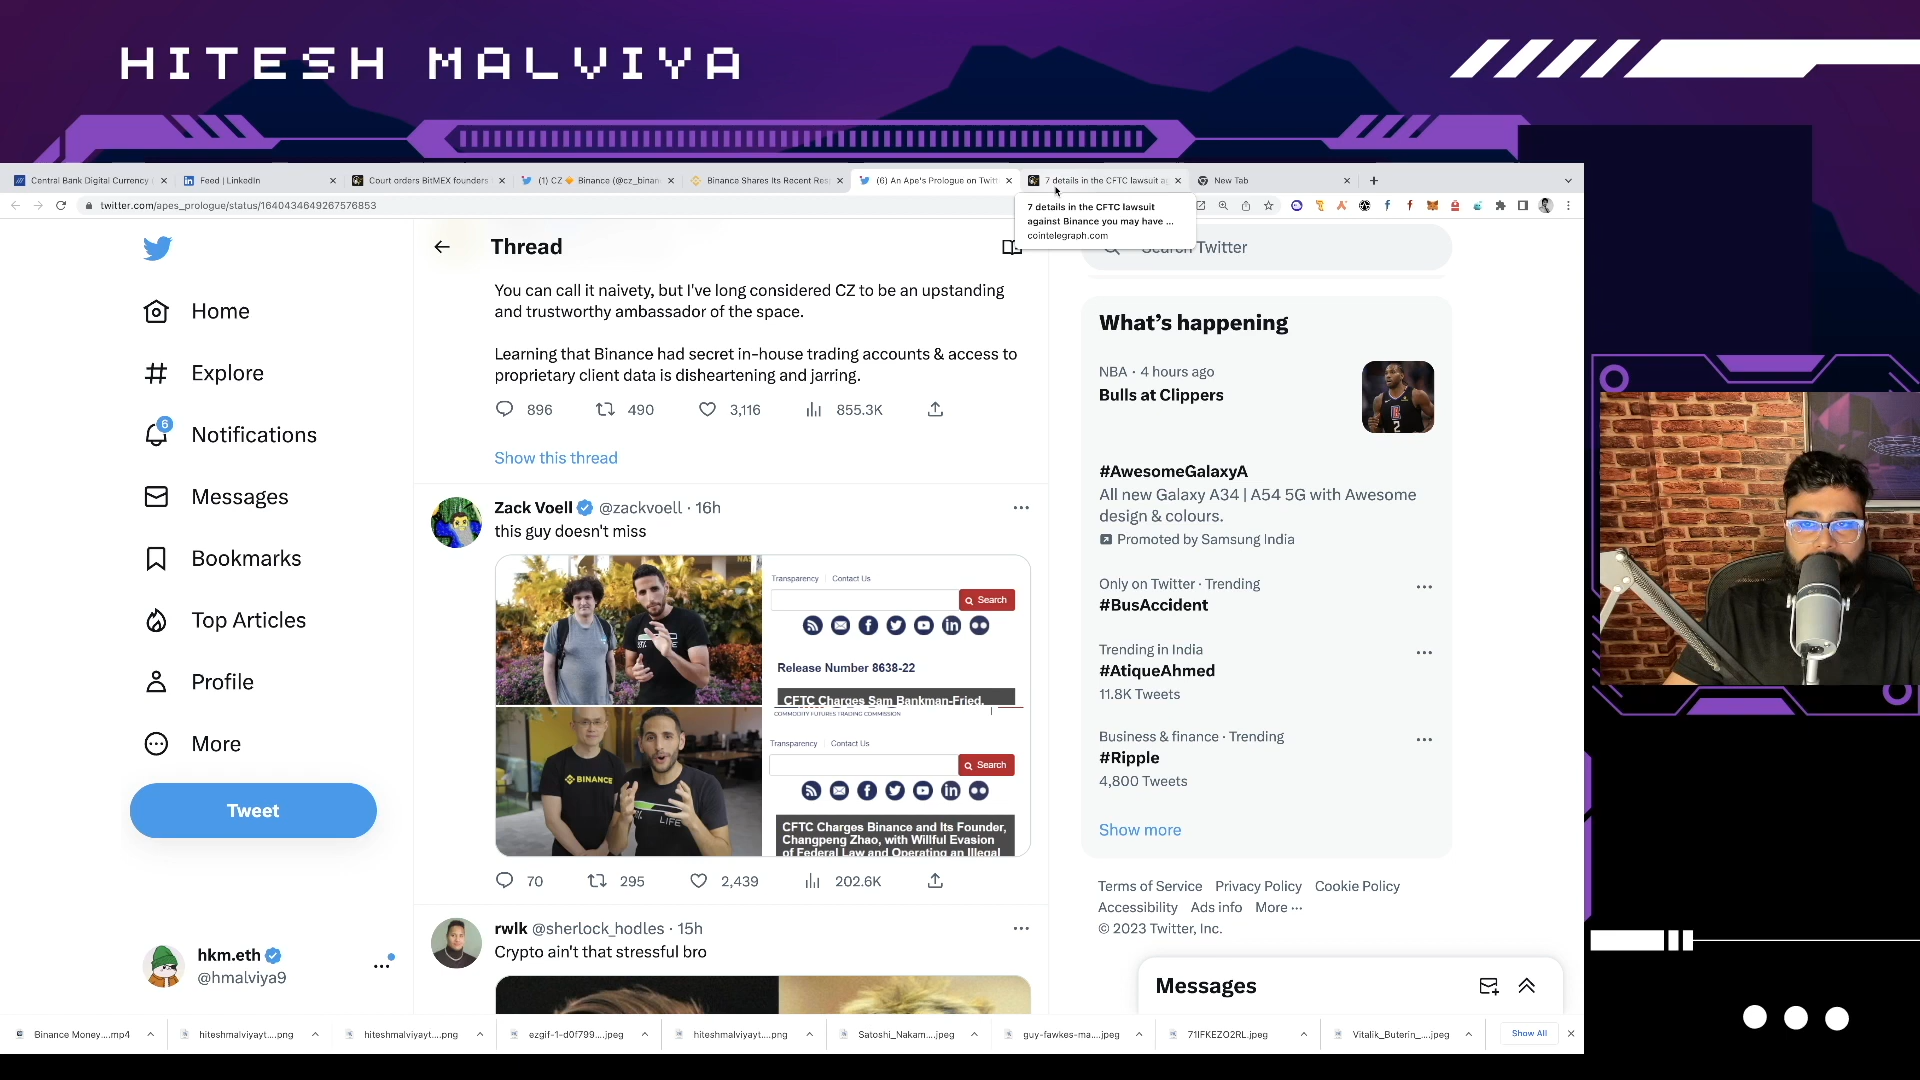 HITESH MALVIYA
Central Bank Digital Currency
Feed | LinkedIn
Court orders BitMEX founders
(1) CZ 🔶 Binance (@cz_binan
Binance Shares Its Recent Res
(6) An Ape's Prologue on Twitt
7 details in the CFTC lawsuit ag
New Tab
twitter.com/apes_prologue/status/1640434649267576853
7 details in the CFTC lawsuit
against Binance you may have ...
cointelegraph.com
Home
Explore
6
Notifications
Messages
Bookmarks
Top Articles
Profile
More
Tweet
hkm.eth
@hmalviya9
Thread
You can call it naivety, but I've long considered CZ to be an upstanding
and trustworthy ambassador of the space.
Learning that Binance had secret in-house trading accounts & access to
proprietary client data is disheartening and jarring.
896 490 3,116 855.3K
Show this thread
Zack Voell @zackvoell · 16h
this guy doesn't miss
Transparency Contact Us
Search
Release Number 8638-22
CFTC Charges Sam Bankman-Fried,
COMMODITY FUTURES TRADING COMMISSION
Transparency Contact Us
Search
BINANCE
LIFE
CFTC Charges Binance and Its Founder,
Changpeng Zhao, with Willful Evasion
of Federal Law and Operating an Illegal
70 295 2,439 202.6K
rwlk @sherlock_hodles · 15h
Crypto ain't that stressful bro
Search Twitter
What's happening
NBA · 4 hours ago
Bulls at Clippers
#AwesomeGalaxyA
All new Galaxy A34 | A54 5G with Awesome
design & colours.
Promoted by Samsung India
Only on Twitter · Trending
#BusAccident
Trending in India
#AtiqueAhmed
11.8K Tweets
Business & finance · Trending
#Ripple
4,800 Tweets
Show more
Terms of Service Privacy Policy Cookie Policy
Accessibility Ads info More ···
© 2023 Twitter, Inc.
Messages
Binance Money....mp4
hiteshmalviyayt....png
hiteshmalviyayt....png
ezgif-1-d0f799....jpeg
hiteshmalviyayt....png
Satoshi_Nakam....jpeg
guy-fawkes-ma....jpeg
71IFKEZO2RL.jpeg
Vitalik_Buterin_....jpeg
Show All